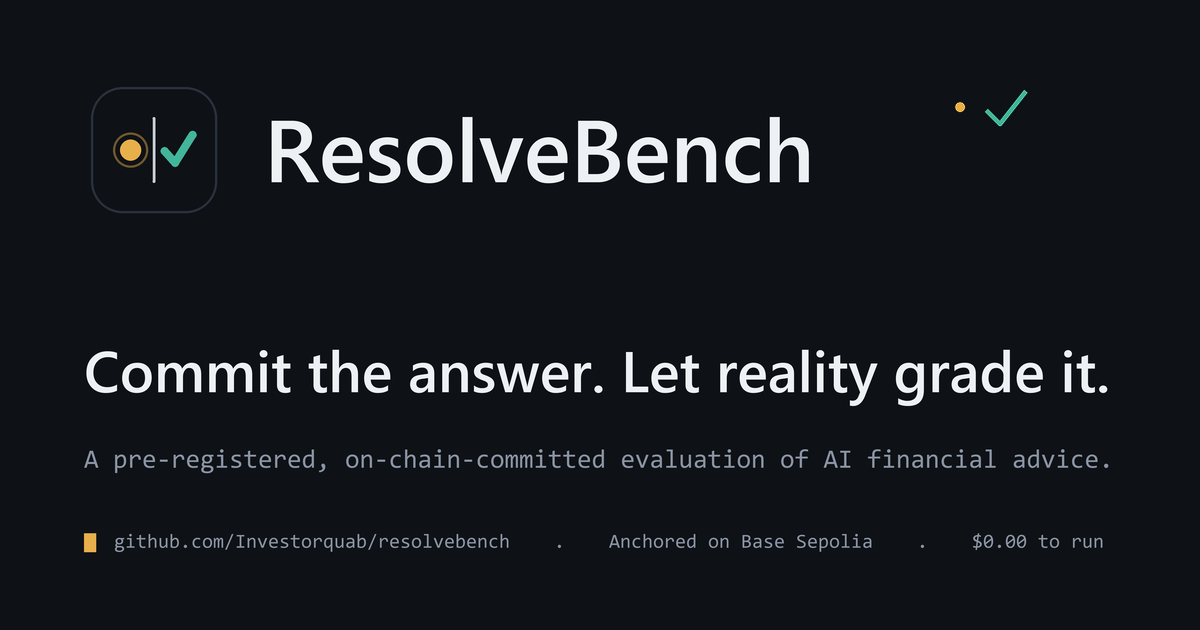 ResolveBench
Commit the answer. Let reality grade it.
A pre-registered, on-chain-committed evaluation of AI financial advice.
github.com/Investorquab/resolvebench . Anchored on Base Sepolia . $0.00 to run